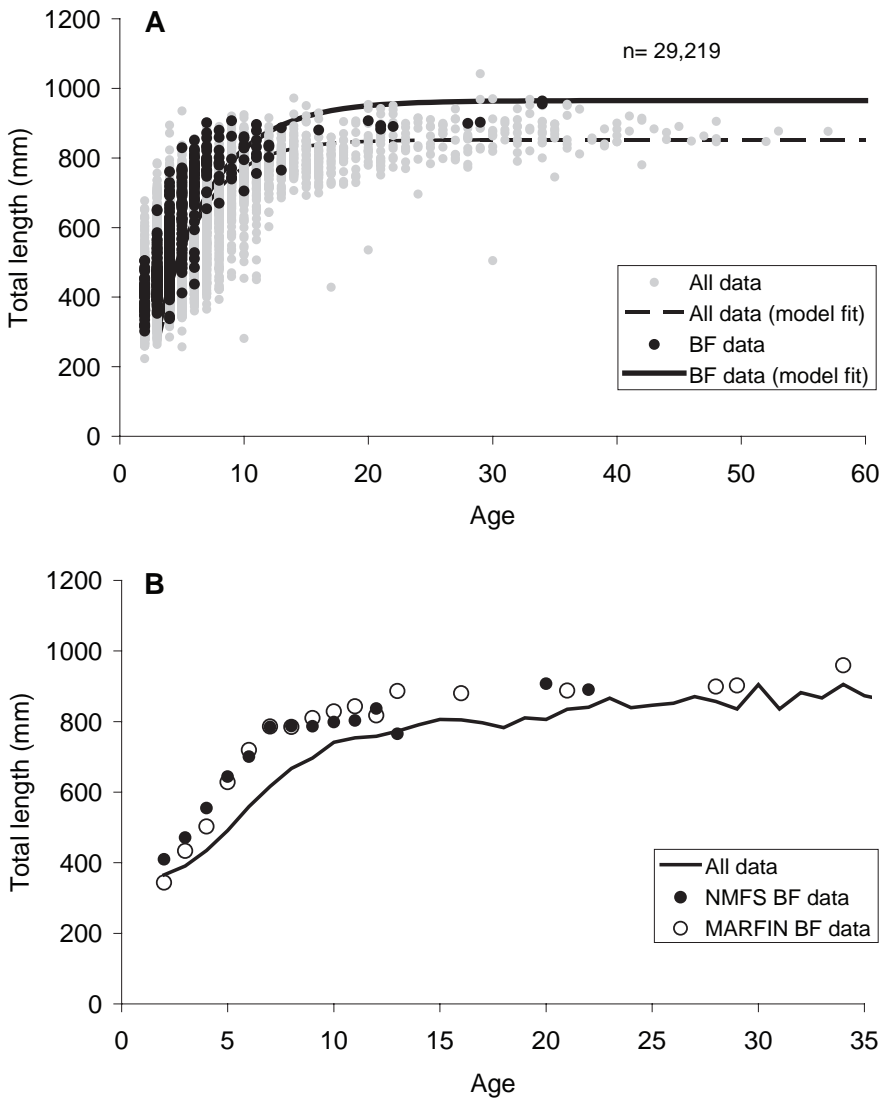 A
n= 29,219
1200
1000
800
600
400
200
0
Total length (mm)
All data
All data (model fit)
BF data
BF data (model fit)
0 10 20 30 40 50 60
Age
B
1200
1000
800
600
400
200
0
Total length (mm)
All data
NMFS BF data
MARFIN BF data
0 5 10 15 20 25 30 35
Age